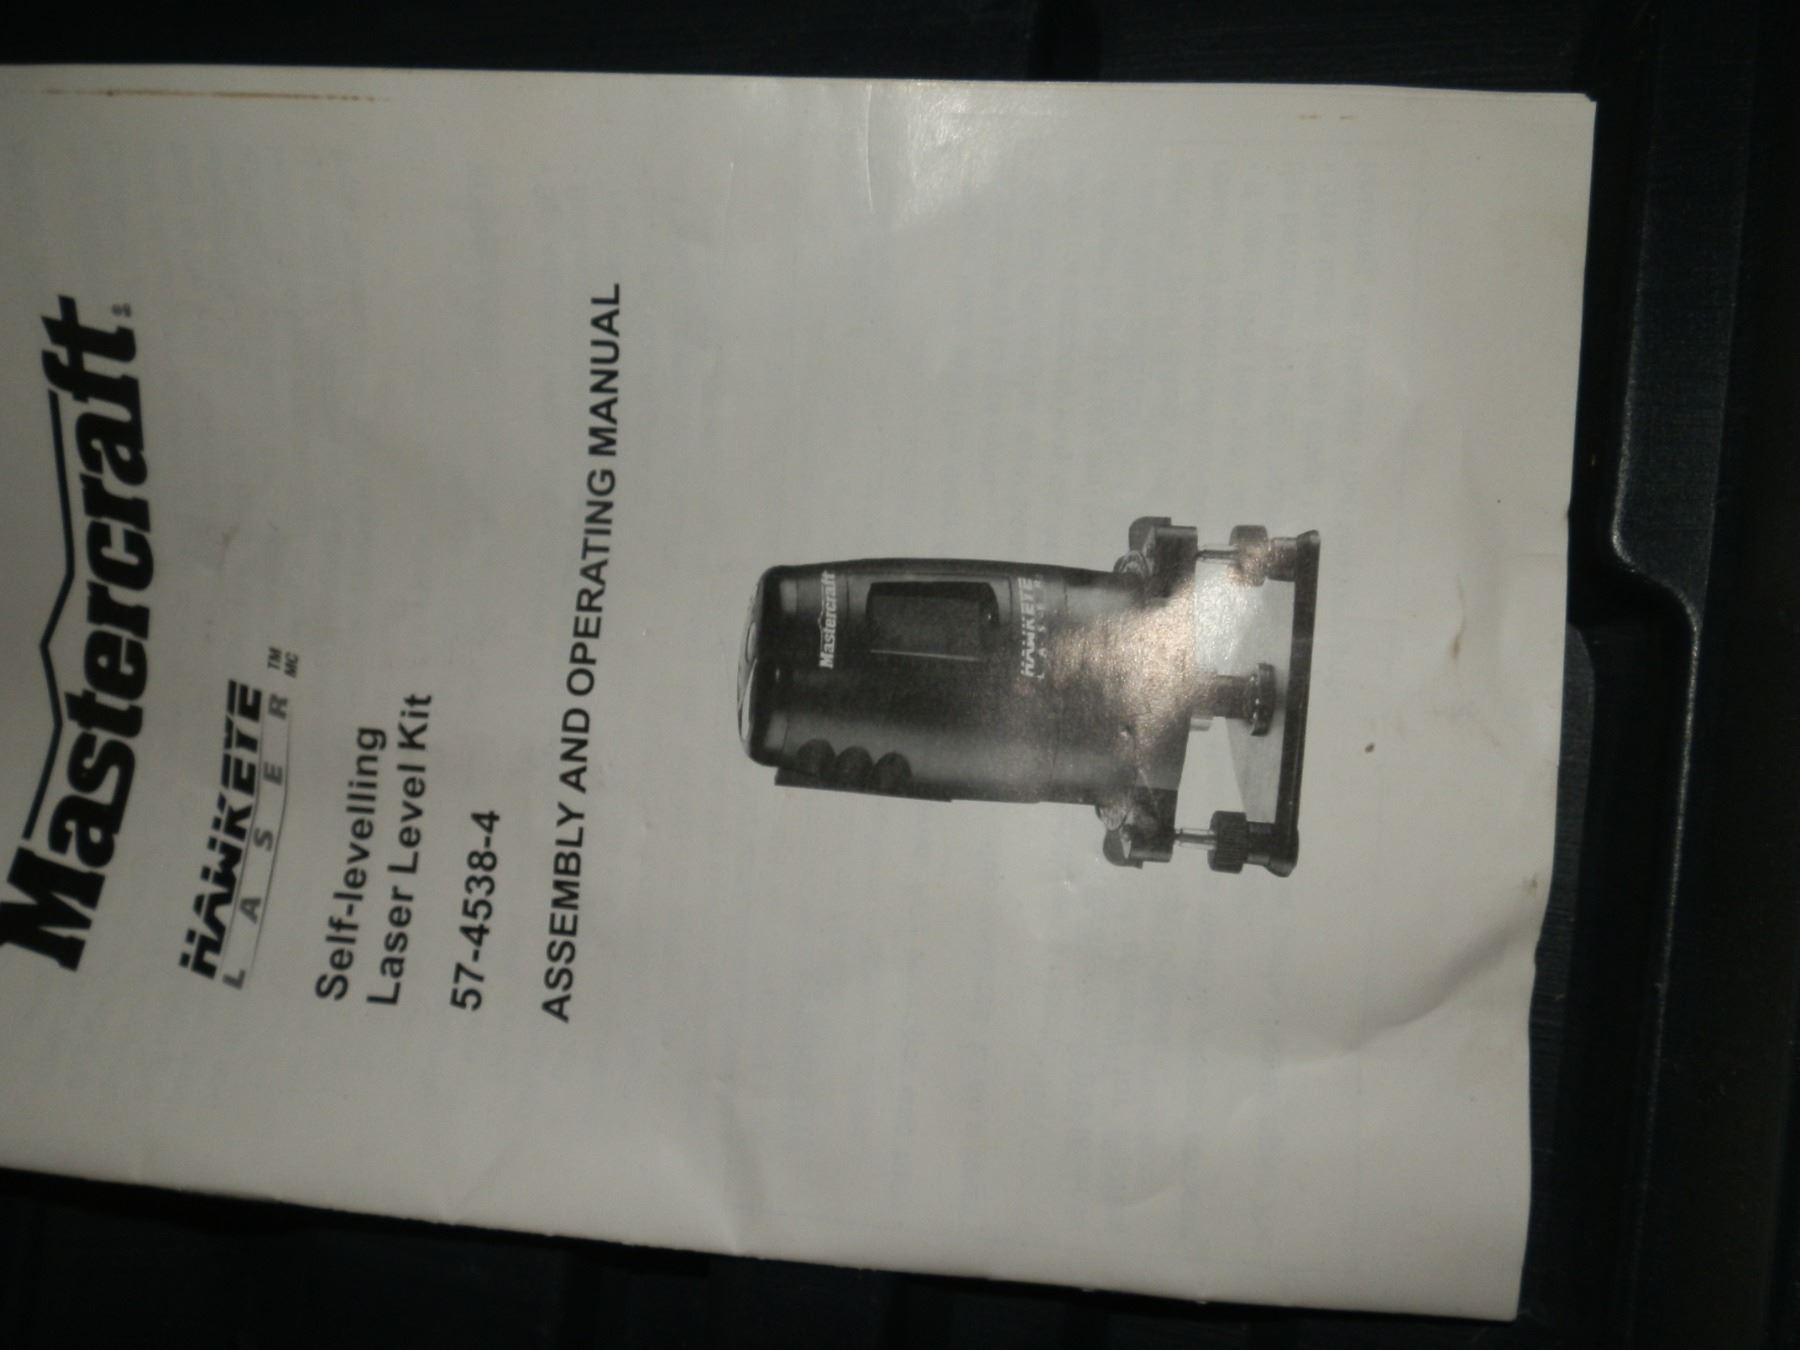 Mastercraft
HAWKEYE
LASER
TM
MC
Self-levelling
Laser Level Kit
57-4538-4
ASSEMBLY AND OPERATING MANUAL
Mastercraft
HAWKEYE
LASER